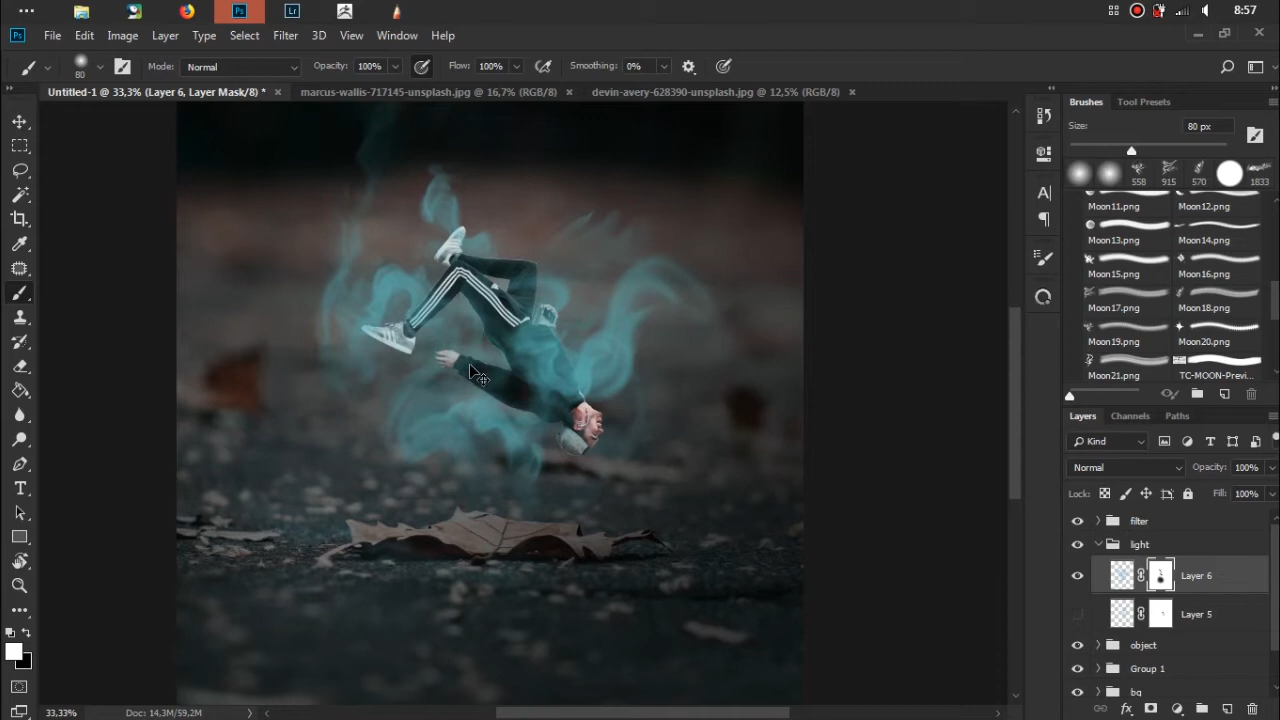 8:57
Ps
Lr
Ps File Edit Image Layer Type Select Filter 3D View Window Help
80 Mode: Normal Opacity: 100% Flow: 100% Smoothing: 0%
Untitled-1 @ 33,3% (Layer 6, Layer Mask/8) *
marcus-wallis-717145-unsplash.jpg @ 16,7% (RGB/8)
devin-avery-628390-unsplash.jpg @ 12,5% (RGB/8)
Brushes Tool Presets
Size: 80 px
558 915 570 1833
Moon11.png Moon12.png
Moon13.png Moon14.png
Moon15.png Moon16.png
Moon17.png Moon18.png
Moon19.png Moon20.png
Moon21.png TC-MOON-Previ...
Layers Channels Paths
Kind
Normal Opacity: 100%
Lock: Fill: 100%
filter
light
Layer 6
Layer 5
object
Group 1
bg
fx
33,33% Doc: 14,3M/59,2M